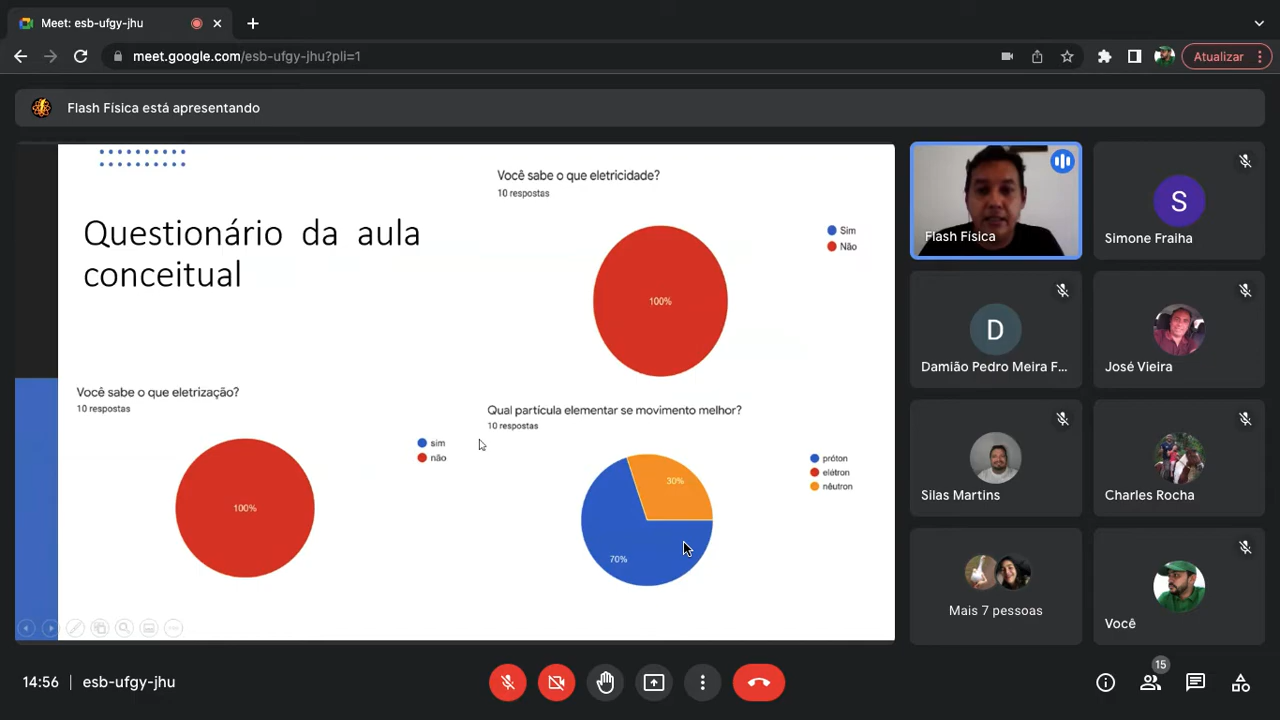 Meet: esb-ufgy-jhu
meet.google.com/esb-ufgy-jhu?pli=1
Atualizar
Flash Física está apresentando
Questionário da aula
conceitual
Você sabe o que eletricidade?
10 respostas
Sim
Não
100%
Você sabe o que eletrização?
10 respostas
sim
não
100%
Qual partícula elementar se movimento melhor?
10 respostas
próton
elétron
nêutron
30%
70%
Flash Física
S
Simone Fraiha
D
Damião Pedro Meira F...
José Vieira
Silas Martins
Charles Rocha
Mais 7 pessoas
Você
14:56 | esb-ufgy-jhu
15